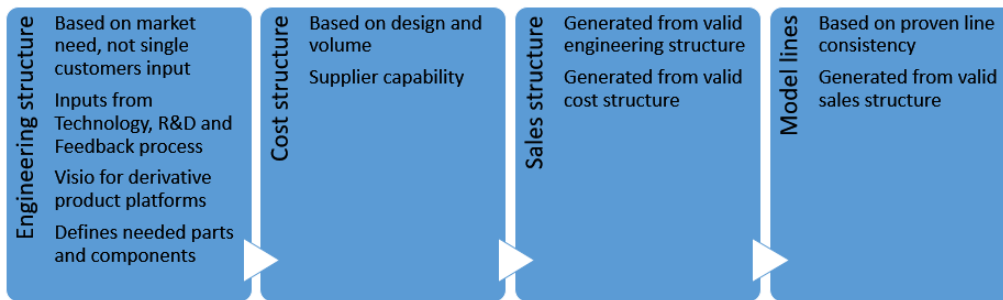 Engineering structure
Based on market
need, not single
customers input
Inputs from
Technology, R&D and
Feedback process
Visio for derivative
product platforms
Defines needed parts
and components
Cost structure
Based on design and
volume
Supplier capability
Sales structure
Generated from valid
engineering structure
Generated from valid
cost structure
Model lines
Based on proven line
consistency
Generated from valid
sales structure